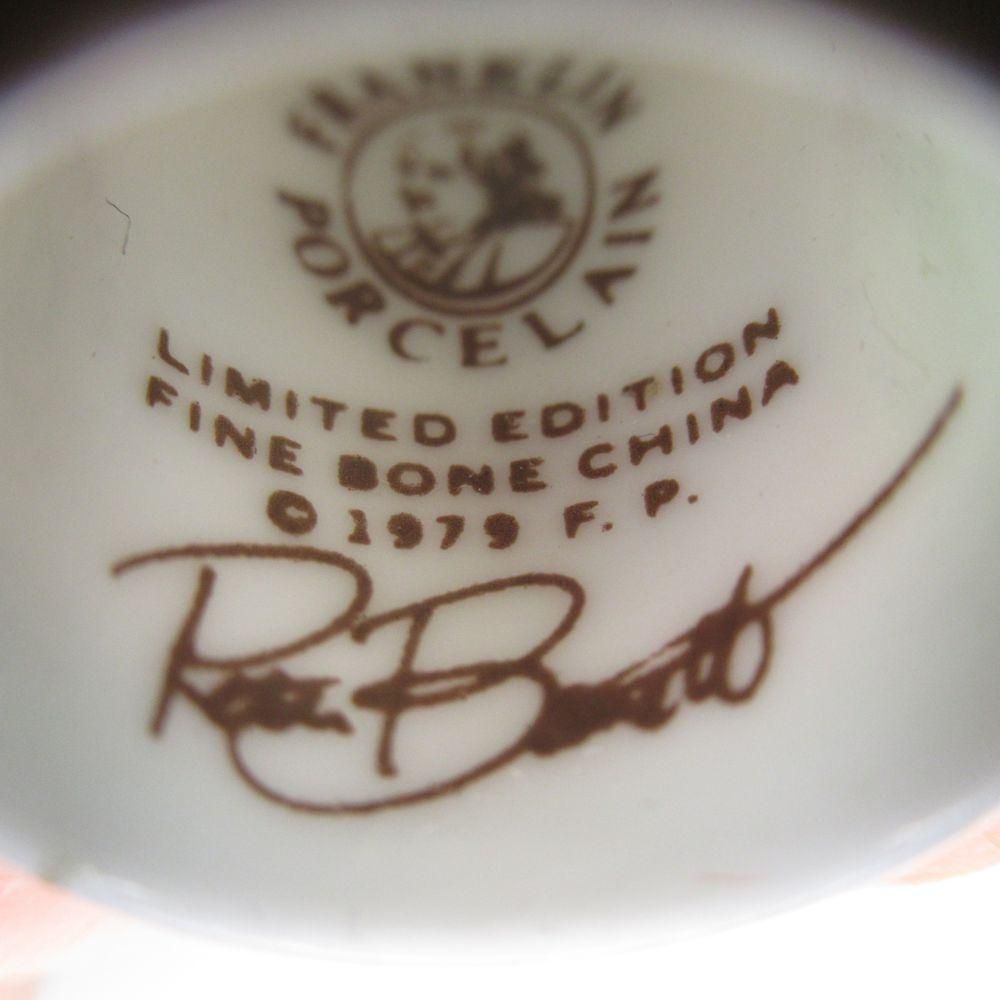 FRANKLIN
PORCELAIN
LIMITED EDITION
FINE BONE CHINA
© 1979 F. P.